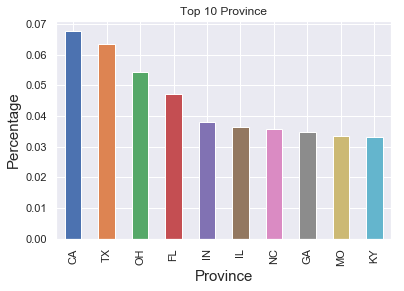 Top 10 Province
Percentage
0.07
0.06
0.05
0.04
0.03
0.02
0.01
0.00
CA TX OH FL IN IL NC GA MO KY
Province